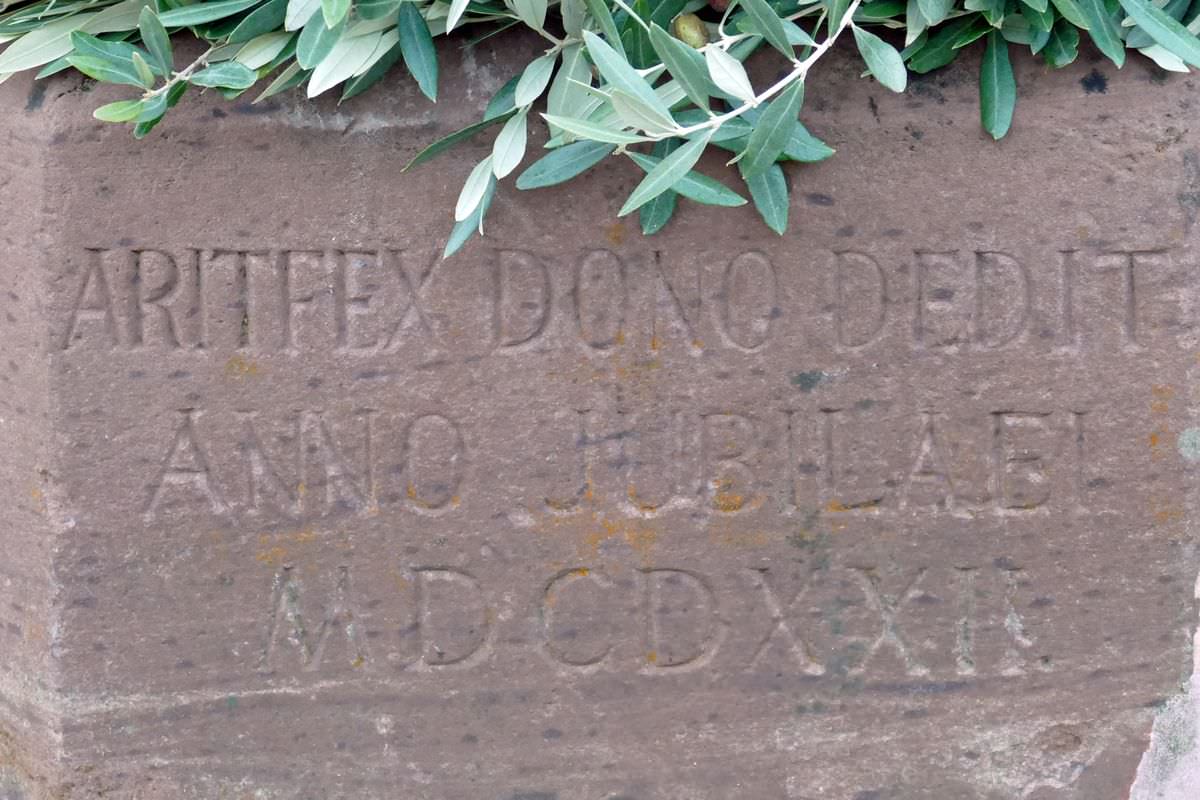 ARITFEX DONO DEDIT
ANNO JUBILAEI
MDCDXXII